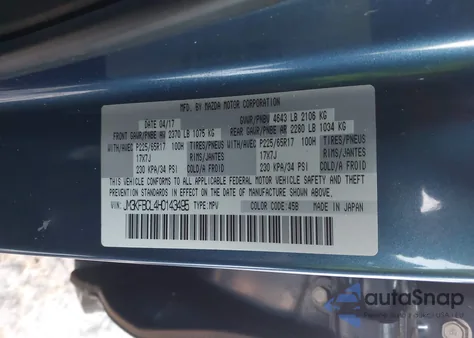 MFD. BY MAZDA MOTOR CORPORATION
DATE 04/17 GVWR/PNBV 4643 LB 2106 KG
FRONT GAWR/PNBE AV 2370 LB 1075 KG REAR GAWR/PNBE AR 2280 LB 1034 KG
WITH/AVEC P225/65R17 100H TIRES/PNEUS WITH/AVEC P225/65R17 100H TIRES/PNEUS
17X7J RIMS/JANTES 17X7J RIMS/JANTES
230 KPA/34 PSI COLD/A FROID 230 KPA/34 PSI COLD/A FROID
THIS VEHICLE CONFORMS TO ALL APPLICABLE FEDERAL MOTOR VEHICLE
SAFETY, BUMPER, AND THEFT PREVENTION STANDARDS IN EFFECT ON THE
DATE OF MANUFACTURE SHOWN ABOVE.
VIN: JM3KFBCL4H0143485 TYPE: MPV COLOR CODE: 45B MADE IN JAPAN
autoSnap